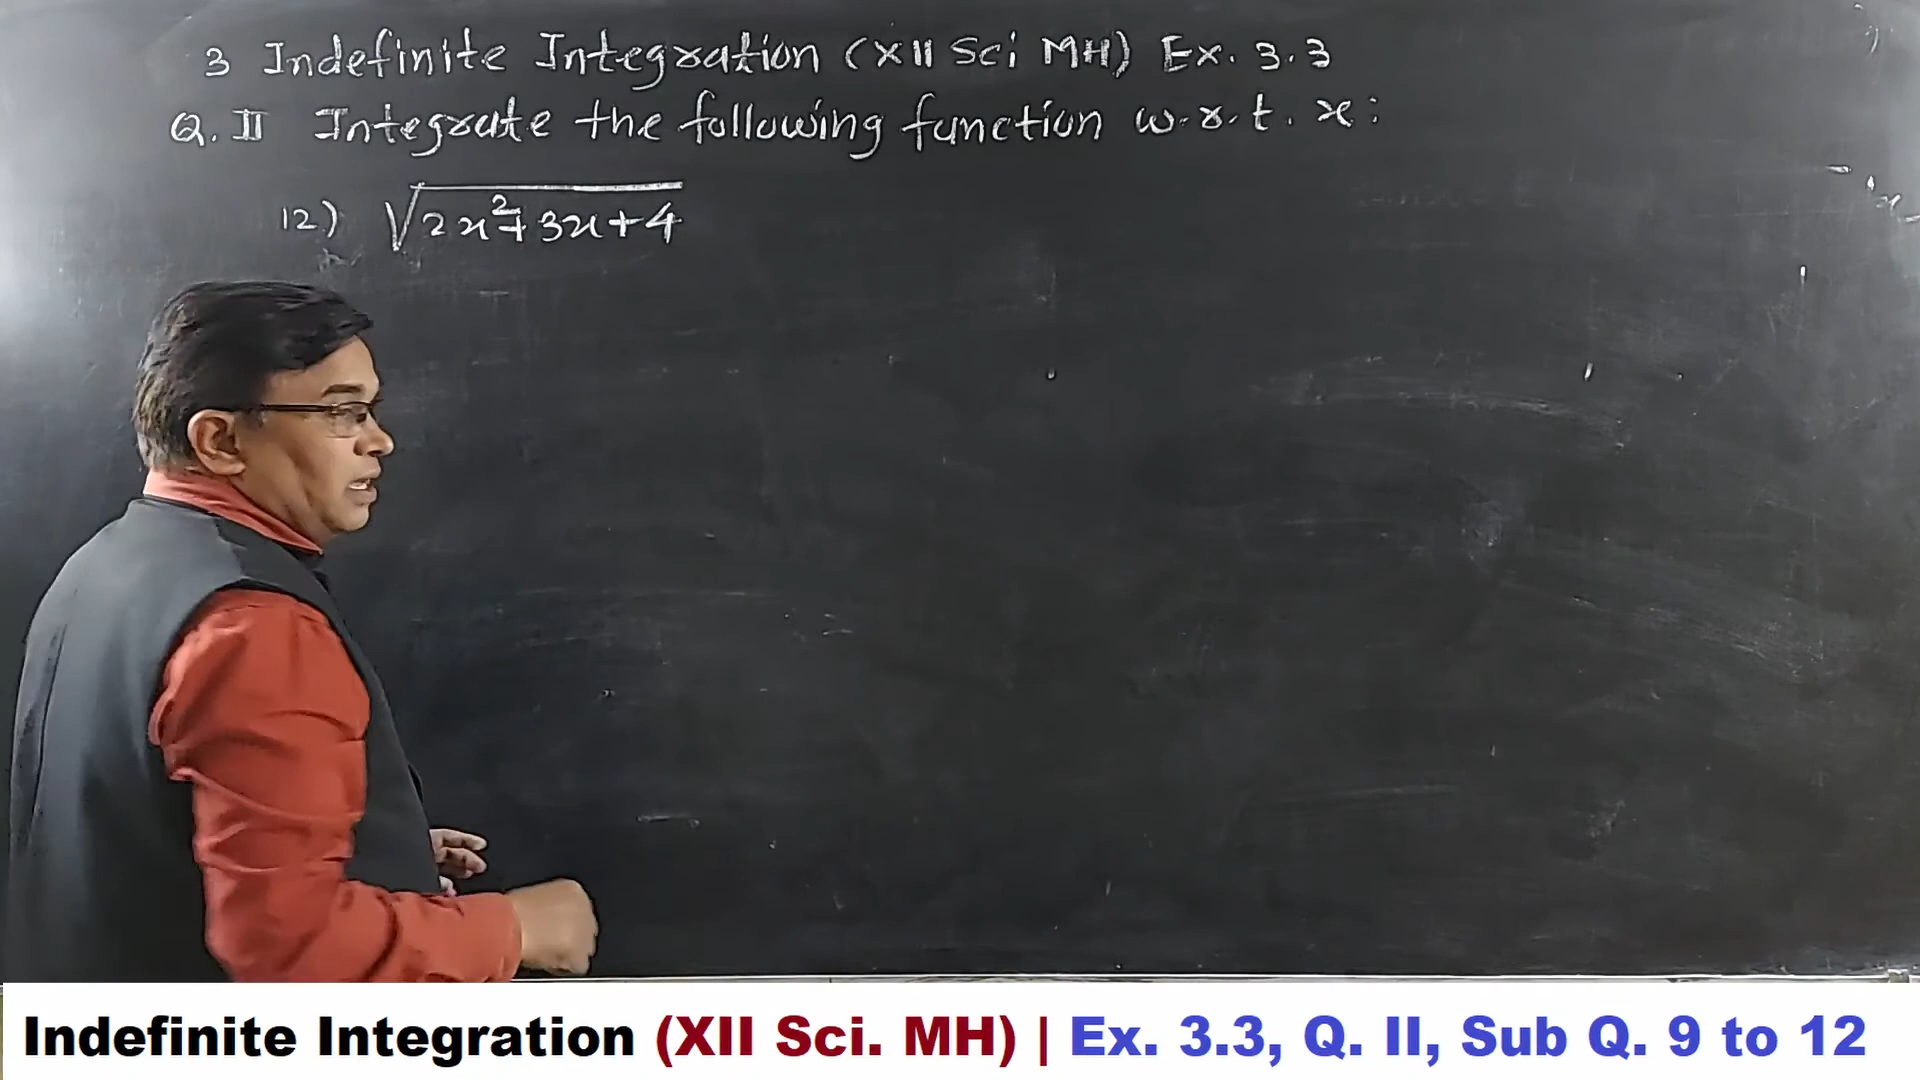 3 Indefinite Integration (XII Sci MH) Ex. 3.3
Q. II Integrate the following function w.r.t. x:
12) √2x²+3x+4
Indefinite Integration (XII Sci. MH) | Ex. 3.3, Q. II, Sub Q. 9 to 12